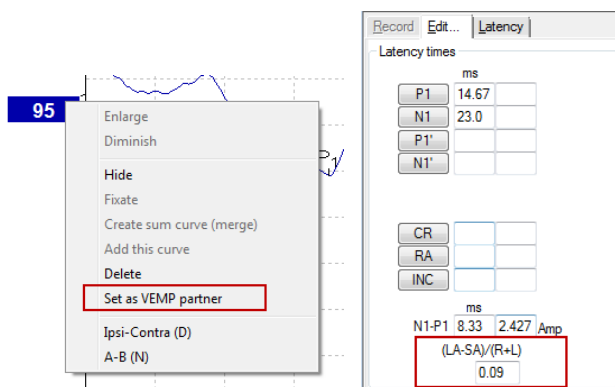 95
Enlarge
Diminish
Hide
Fixate
Create sum curve (merge)
Add this curve
Delete
Set as VEMP partner
Ipsi-Contra (D)
A-B (N)
P1
Record Edit... Latency
Latency times
ms
P1 14.67
N1 23.0
P1'
N1'
CR
RA
INC
ms
N1-P1 8.33 2.427 Amp
(LA-SA)/(R+L)
0.09